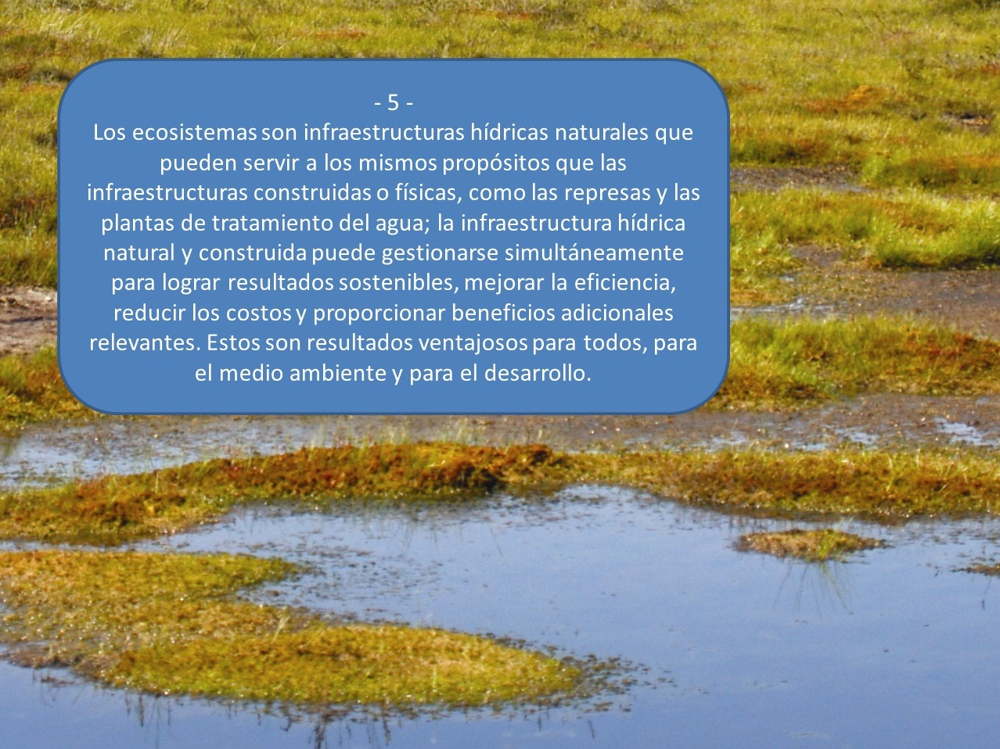 - 5 -
Los ecosistemas son infraestructuras hídricas naturales que
pueden servir a los mismos propósitos que las
infraestructuras construidas o físicas, como las represas y las
plantas de tratamiento del agua; la infraestructura hídrica
natural y construida puede gestionarse simultáneamente
para lograr resultados sostenibles, mejorar la eficiencia,
reducir los costos y proporcionar beneficios adicionales
relevantes. Estos son resultados ventajosos para todos, para
el medio ambiente y para el desarrollo.